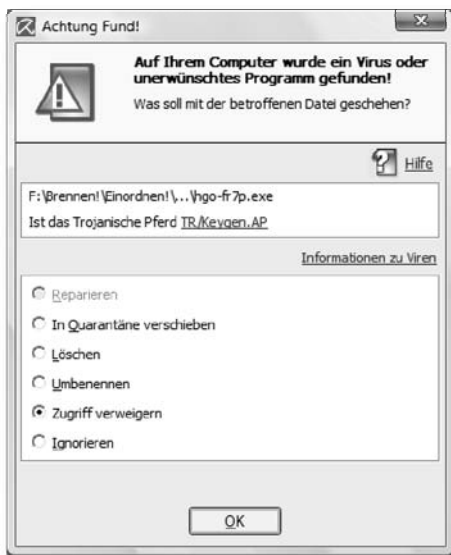 Achtung Fund!
Auf Ihrem Computer wurde ein Virus oder
unerwünschtes Programm gefunden!
Was soll mit der betroffenen Datei geschehen?
Hilfe
F:\Brennen!\Einordnen!\...\hgo-fr7p.exe
Ist das Trojanische Pferd TR/Keygen.AP
Informationen zu Viren
Reparieren
In Quarantäne verschieben
Löschen
Umbenennen
Zugriff verweigern
Ignorieren
OK